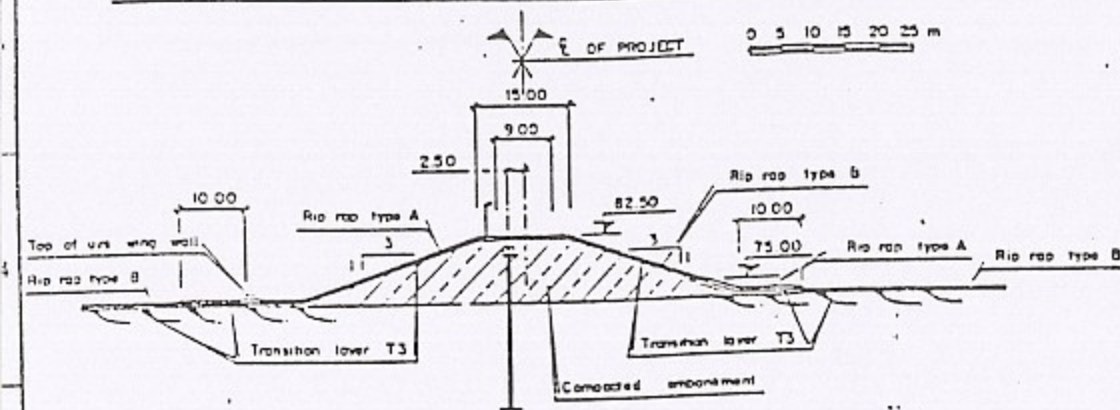 0 5 10 15 20 25 m
℄ OF PROJECT
15.00
9.00
2.50
Rip rap type B
82.50
10.00
10.00
Rip rap type A
3
1
3
1
75.00
Top of u/s wing wall
Rip rap type A
Rip rap type B
Rip rap type B
Transition layer T3
Transition layer T3
Compacted embankment